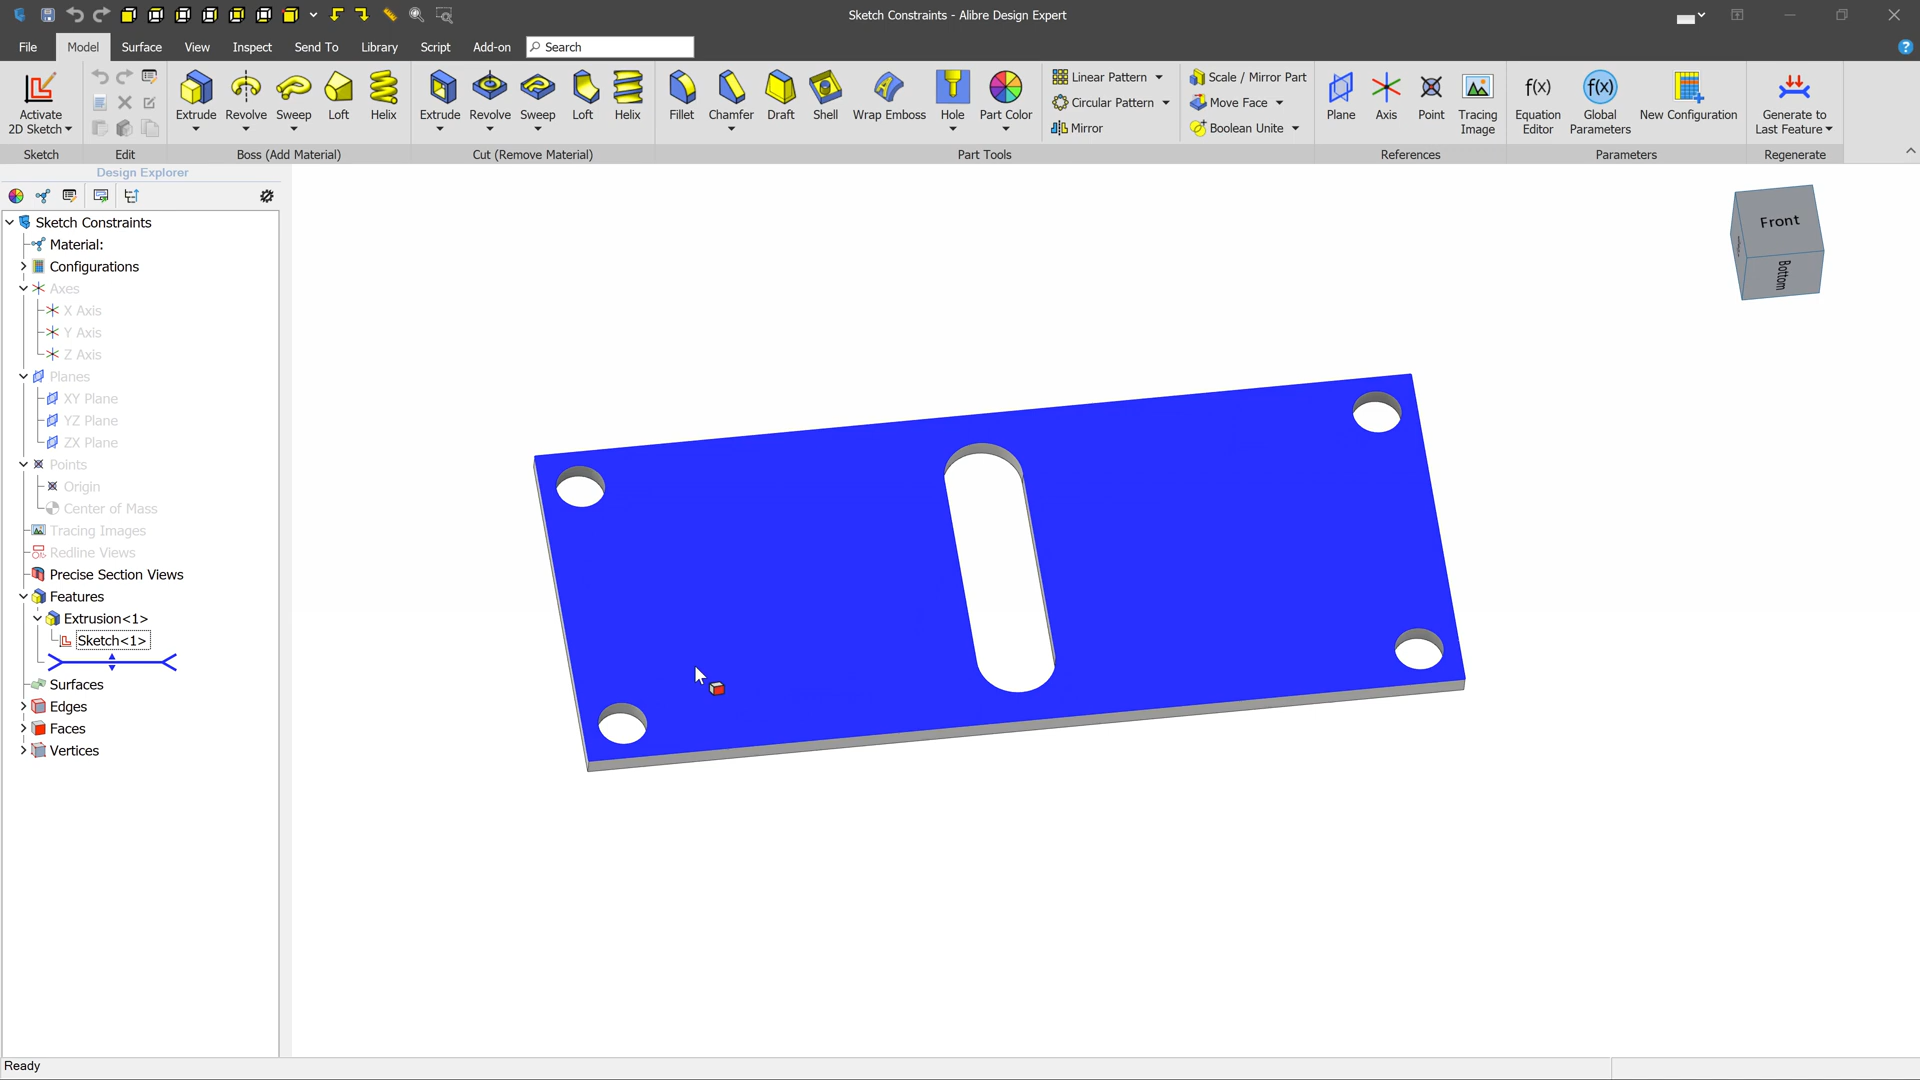 Sketch Constraints - Alibre Design Expert
File Model Surface View Inspect Send To Library Script Add-on Search
Activate
2D Sketch
Extrude Revolve Sweep Loft Helix
Extrude Revolve Sweep Loft Helix
Fillet Chamfer Draft Shell Wrap Emboss Hole Part Color
Linear Pattern
Circular Pattern
Mirror
Scale / Mirror Part
Move Face
Boolean Unite
Plane Axis Point Tracing
Image
f(x) f(x)
Equation
Editor
Global
Parameters
New Configuration
Generate to
Last Feature
Sketch Edit Boss (Add Material) Cut (Remove Material) Part Tools References Parameters Regenerate
Design Explorer
Sketch Constraints
Material:
Configurations
Axes
X Axis
Y Axis
Z Axis
Planes
XY Plane
YZ Plane
ZX Plane
Points
Origin
Center of Mass
Tracing Images
Redline Views
Precise Section Views
Features
Extrusion<1>
Sketch<1>
Surfaces
Edges
Faces
Vertices
Front
Bottom
Ready